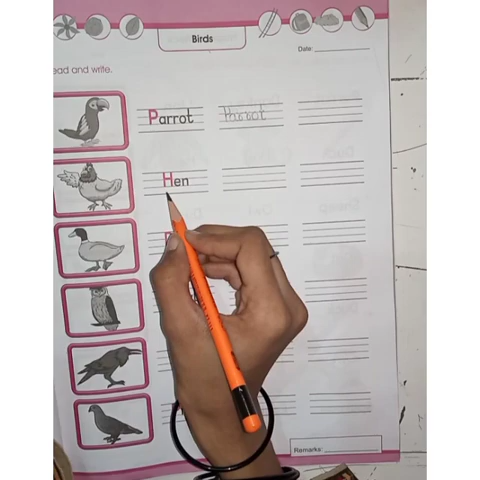 Birds
Date:
ead and write.
Parrot Parrot
Hen
Remarks: